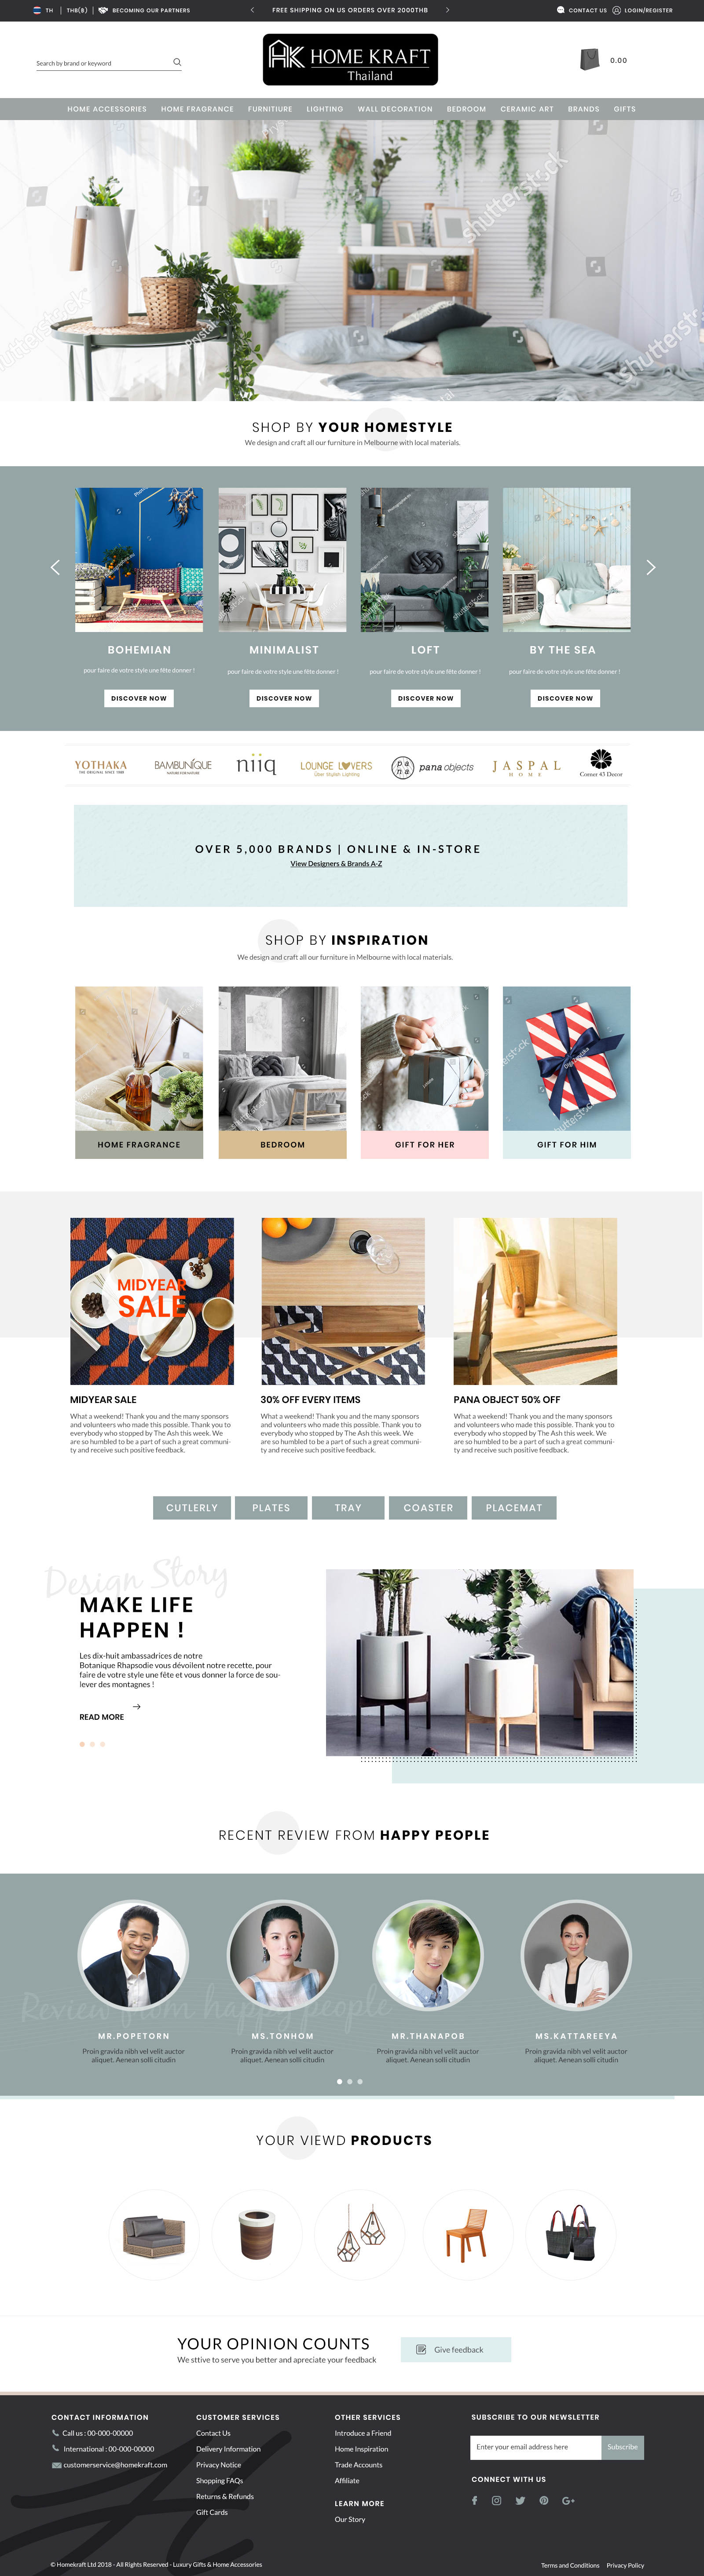 TH | THB(฿) | BECOMING OUR PARTNERS
FREE SHIPPING ON US ORDERS OVER 2000THB
CONTACT US LOGIN/REGISTER
Search by brand or keyword
HK HOME KRAFT
Thailand
0.00
HOME ACCESSORIES HOME FRAGRANCE FURNITIURE LIGHTING WALL DECORATION BEDROOM CERAMIC ART BRANDS GIFTS
shutterstock
shutterstock
shutterstock
SHOP BY YOUR HOMESTYLE
We design and craft all our furniture in Melbourne with local materials.
BOHEMIAN MINIMALIST LOFT BY THE SEA
pour faire de votre style une fête donner ! pour faire de votre style une fête donner ! pour faire de votre style une fête donner ! pour faire de votre style une fête donner !
DISCOVER NOW DISCOVER NOW DISCOVER NOW DISCOVER NOW
YOTHAKA
THE ORIGINAL SINCE 1989
BAMBUNIQUE
NATURE FOR NATURE
niiq
LOUNGE LOVERS
Uber Stylish Lighting
pa na
pana objects
JASPAL
HOME
Corner 43 Decor
OVER 5,000 BRANDS | ONLINE & IN-STORE
View Designers & Brands A-Z
SHOP BY INSPIRATION
We design and craft all our furniture in Melbourne with local materials.
HOME FRAGRANCE BEDROOM GIFT FOR HER GIFT FOR HIM
MIDYEAR
SALE
MIDYEAR SALE
What a weekend! Thank you and the many sponsors
and volunteers who made this possible. Thank you to
everybody who stopped by The Ash this week. We
are so humbled to be a part of such a great communi-
ty and receive such positive feedback.
30% OFF EVERY ITEMS
What a weekend! Thank you and the many sponsors
and volunteers who made this possible. Thank you to
everybody who stopped by The Ash this week. We
are so humbled to be a part of such a great communi-
ty and receive such positive feedback.
PANA OBJECT 50% OFF
What a weekend! Thank you and the many sponsors
and volunteers who made this possible. Thank you to
everybody who stopped by The Ash this week. We
are so humbled to be a part of such a great communi-
ty and receive such positive feedback.
CUTLERLY PLATES TRAY COASTER PLACEMAT
Design Story
MAKE LIFE
HAPPEN !
Les dix-huit ambassadrices de notre
Botanique Rhapsodie vous dévoilent notre recette, pour
faire de votre style une fête et vous donner la force de sou-
lever des montagnes !
READ MORE
RECENT REVIEW FROM HAPPY PEOPLE
Review from happy people
MR.POPETORN MS.TONHOM MR.THANAPOB MS.KATTAREEYA
Proin gravida nibh vel velit auctor Proin gravida nibh vel velit auctor Proin gravida nibh vel velit auctor Proin gravida nibh vel velit auctor
aliquet. Aenean solli citudin aliquet. Aenean solli citudin aliquet. Aenean solli citudin aliquet. Aenean solli citudin
YOUR VIEWD PRODUCTS
YOUR OPINION COUNTS
We sttive to serve you better and apreciate your feedback
Give feedback
CONTACT INFORMATION
Call us : 00-000-00000
International : 00-000-00000
customerservice@homekraft.com
CUSTOMER SERVICES
Contact Us
Delivery Information
Privacy Notice
Shopping FAQs
Returns & Refunds
Gift Cards
OTHER SERVICES
Introduce a Friend
Home Inspiration
Trade Accounts
Affiliate
LEARN MORE
Our Story
SUBSCRIBE TO OUR NEWSLETTER
Enter your email address here
Subscribe
CONNECT WITH US
© Homekraft Ltd 2018 - All Rights Reserved - Luxury Gifts & Home Accessories
Terms and Conditions Privacy Policy